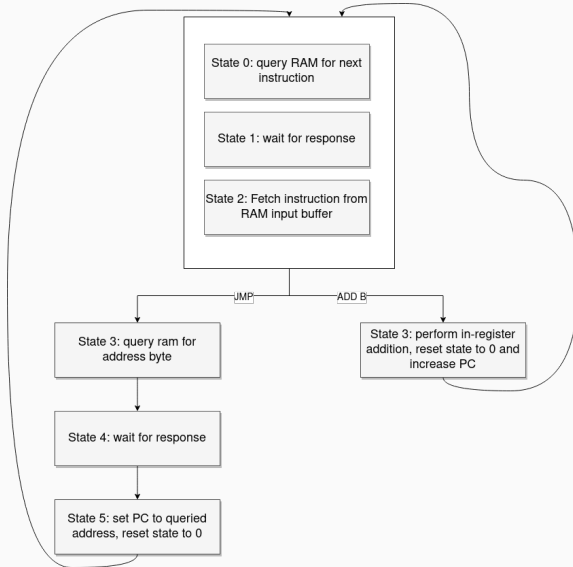 State 0: query RAM for next
instruction
State 1: wait for response
State 2: Fetch instruction from
RAM input buffer
JMP
ADD B
State 3: query ram for
address byte
State 3: perform in-register
addition, reset state to 0 and
increase PC
State 4: wait for response
State 5: set PC to queried
address, reset state to 0